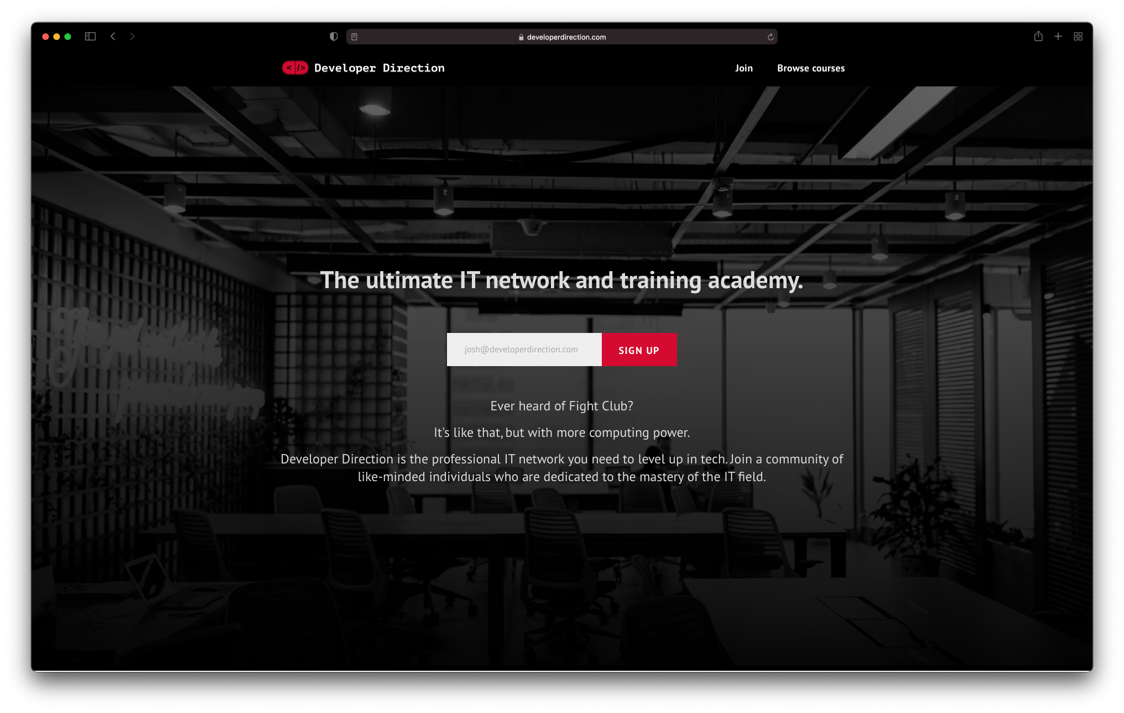 developerdirection.com
</> Developer Direction
Join
Browse courses
The ultimate IT network and training academy.
josh@developerdirection.com
SIGN UP
Ever heard of Fight Club?
It's like that, but with more computing power.
Developer Direction is the professional IT network you need to level up in tech. Join a community of
like-minded individuals who are dedicated to the mastery of the IT field.